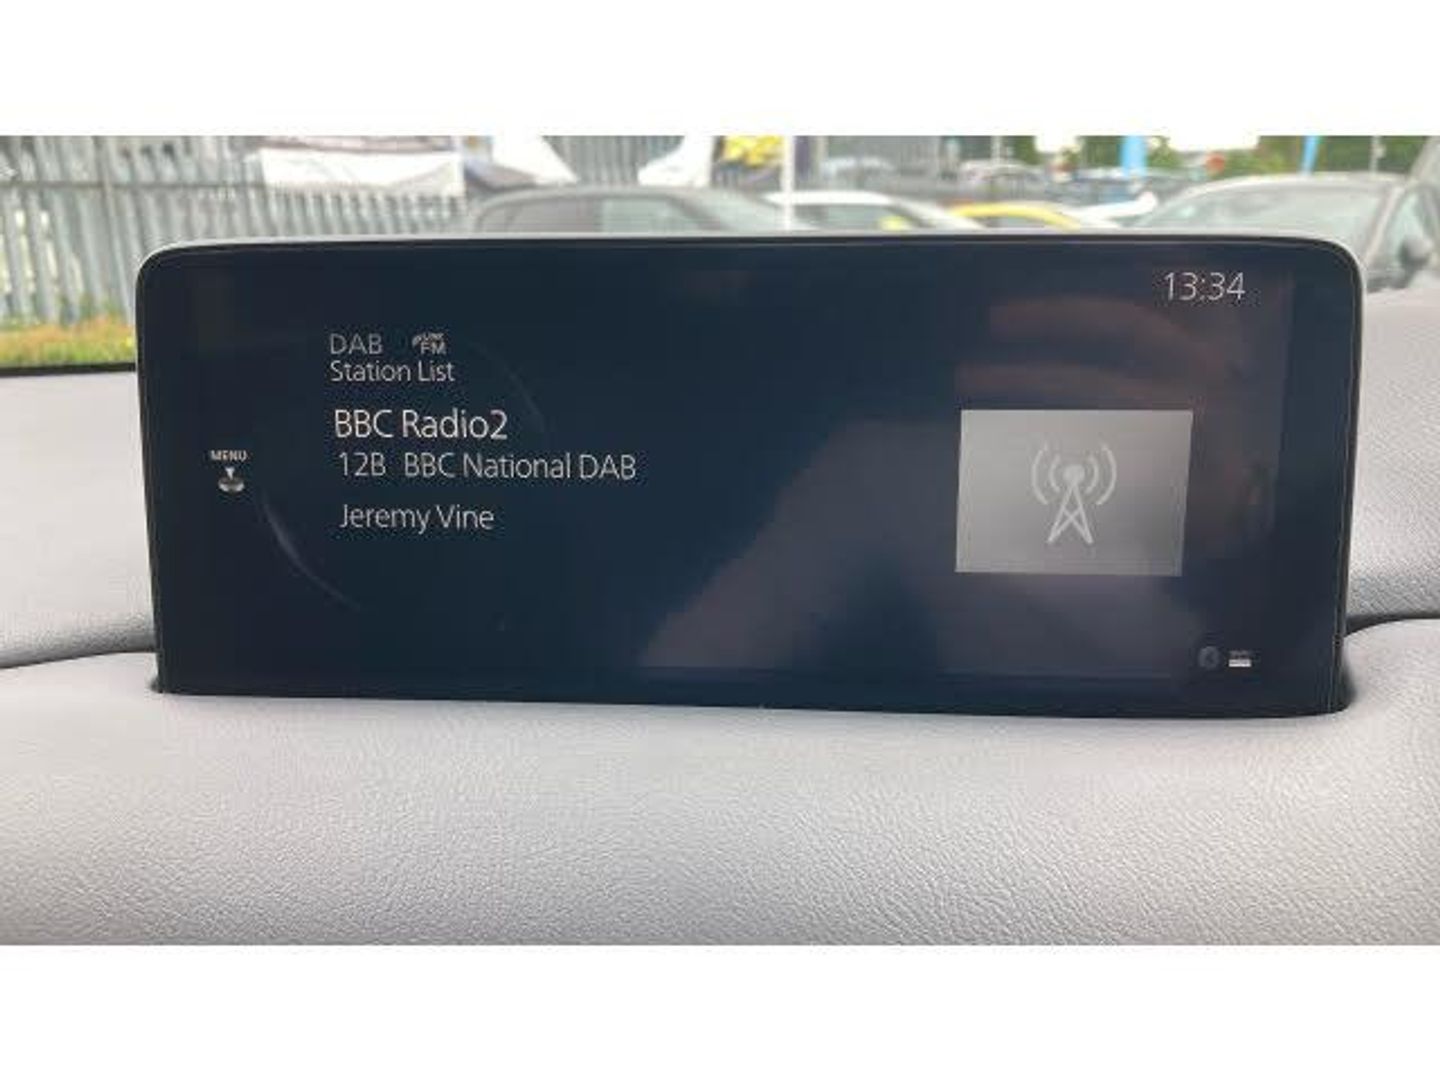 13:34
DAB FM
Station List
BBC Radio2
12B BBC National DAB
MENU
Jeremy Vine